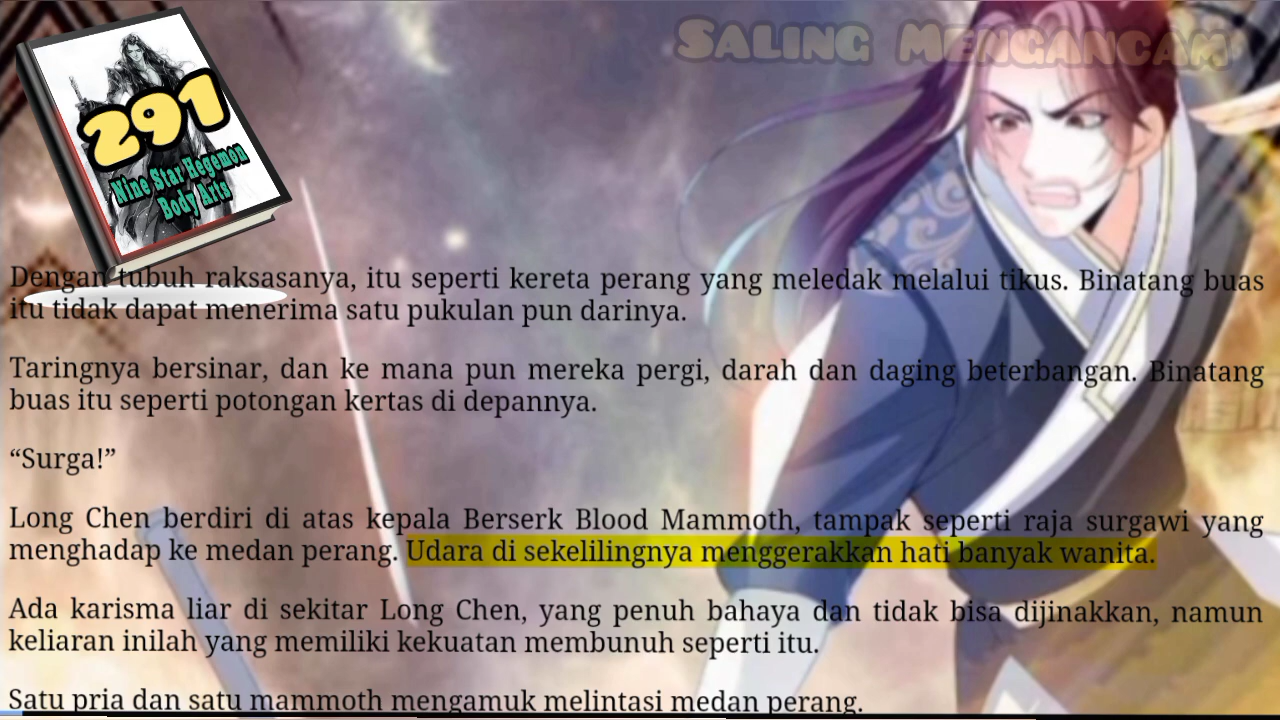 Saling Mengancam
291
Nine Star Hegemon
Body Arts
Dengan tubuh raksasanya, itu seperti kereta perang yang meledak melalui tikus. Binatang buas
itu tidak dapat menerima satu pukulan pun darinya.
Taringnya bersinar, dan ke mana pun mereka pergi, darah dan daging beterbangan. Binatang
buas itu seperti potongan kertas di depannya.
“Surga!”
Long Chen berdiri di atas kepala Berserk Blood Mammoth, tampak seperti raja surgawi yang
menghadap ke medan perang. Udara di sekelilingnya menggerakkan hati banyak wanita.
Ada karisma liar di sekitar Long Chen, yang penuh bahaya dan tidak bisa dijinakkan, namun
keliaran inilah yang memiliki kekuatan membunuh seperti itu.
Satu pria dan satu mammoth mengamuk melintasi medan perang.